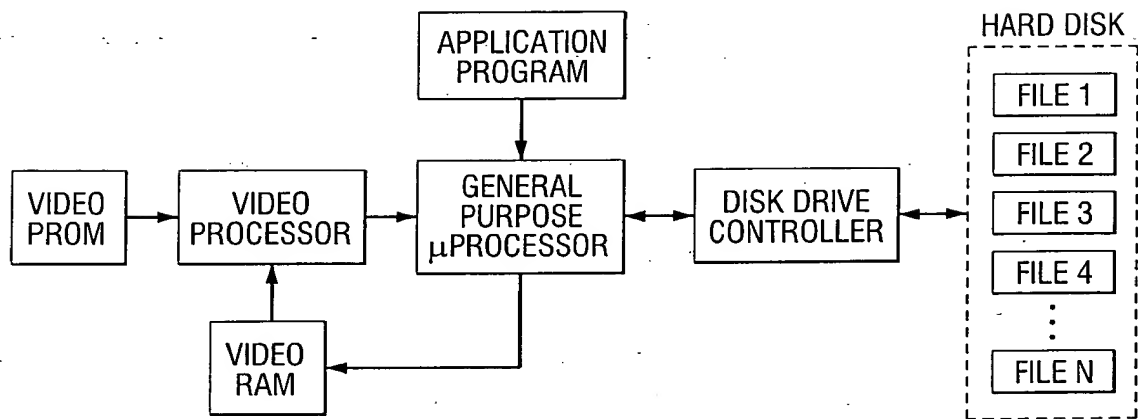 APPLICATION
PROGRAM
HARD DISK
FILE 1
FILE 2
FILE 3
FILE 4
FILE N
VIDEO
PROM
VIDEO
PROCESSOR
GENERAL
PURPOSE
μPROCESSOR
DISK DRIVE
CONTROLLER
VIDEO
RAM